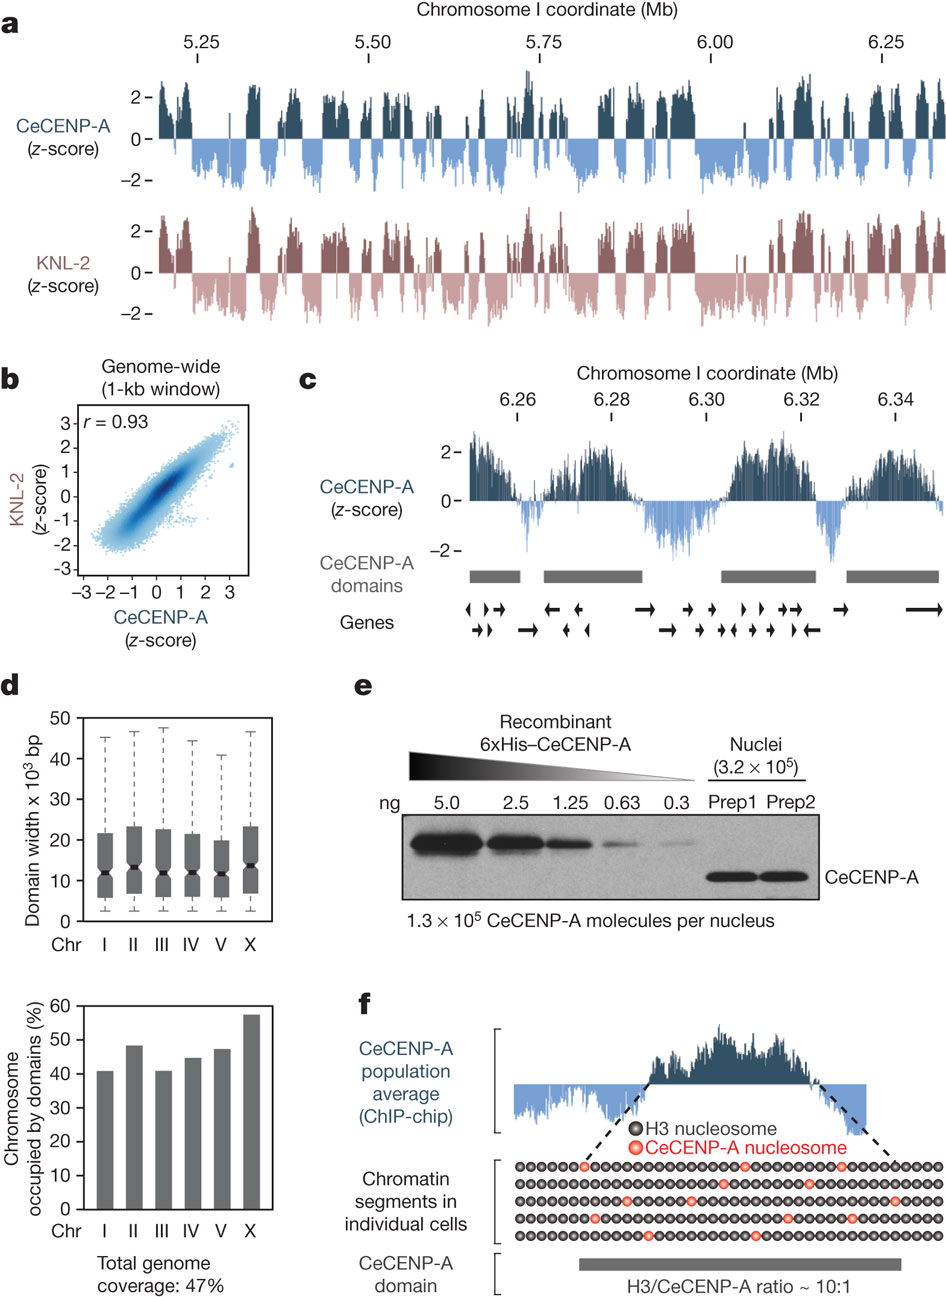 a
Chromosome I coordinate (Mb)
5.25 5.50 5.75 6.00 6.25
CeCENP-A
(z-score)
2
0
−2
KNL-2
(z-score)
2
0
−2
b
Genome-wide
(1-kb window)
r = 0.93
KNL-2
(z-score)
3
2
1
0
-1
-2
-3
−3 −2 −1 0 1 2 3
CeCENP-A
(z-score)
c
Chromosome I coordinate (Mb)
6.26 6.28 6.30 6.32 6.34
CeCENP-A
(z-score)
2
0
−2
CeCENP-A
domains
Genes
d
Domain width x 10³ bp
50
40
30
20
10
0
Chr I II III IV V X
Chromosome
occupied by domains (%)
60
50
40
30
20
10
0
Chr I II III IV V X
Total genome
coverage: 47%
e
Recombinant
6xHis–CeCENP-A
Nuclei
(3.2 × 10⁵)
ng 5.0 2.5 1.25 0.63 0.3 Prep1 Prep2
CeCENP-A
1.3 × 10⁵ CeCENP-A molecules per nucleus
f
CeCENP-A
population
average
(ChIP-chip)
H3 nucleosome
CeCENP-A nucleosome
Chromatin
segments in
individual cells
CeCENP-A
domain
H3/CeCENP-A ratio ~ 10:1